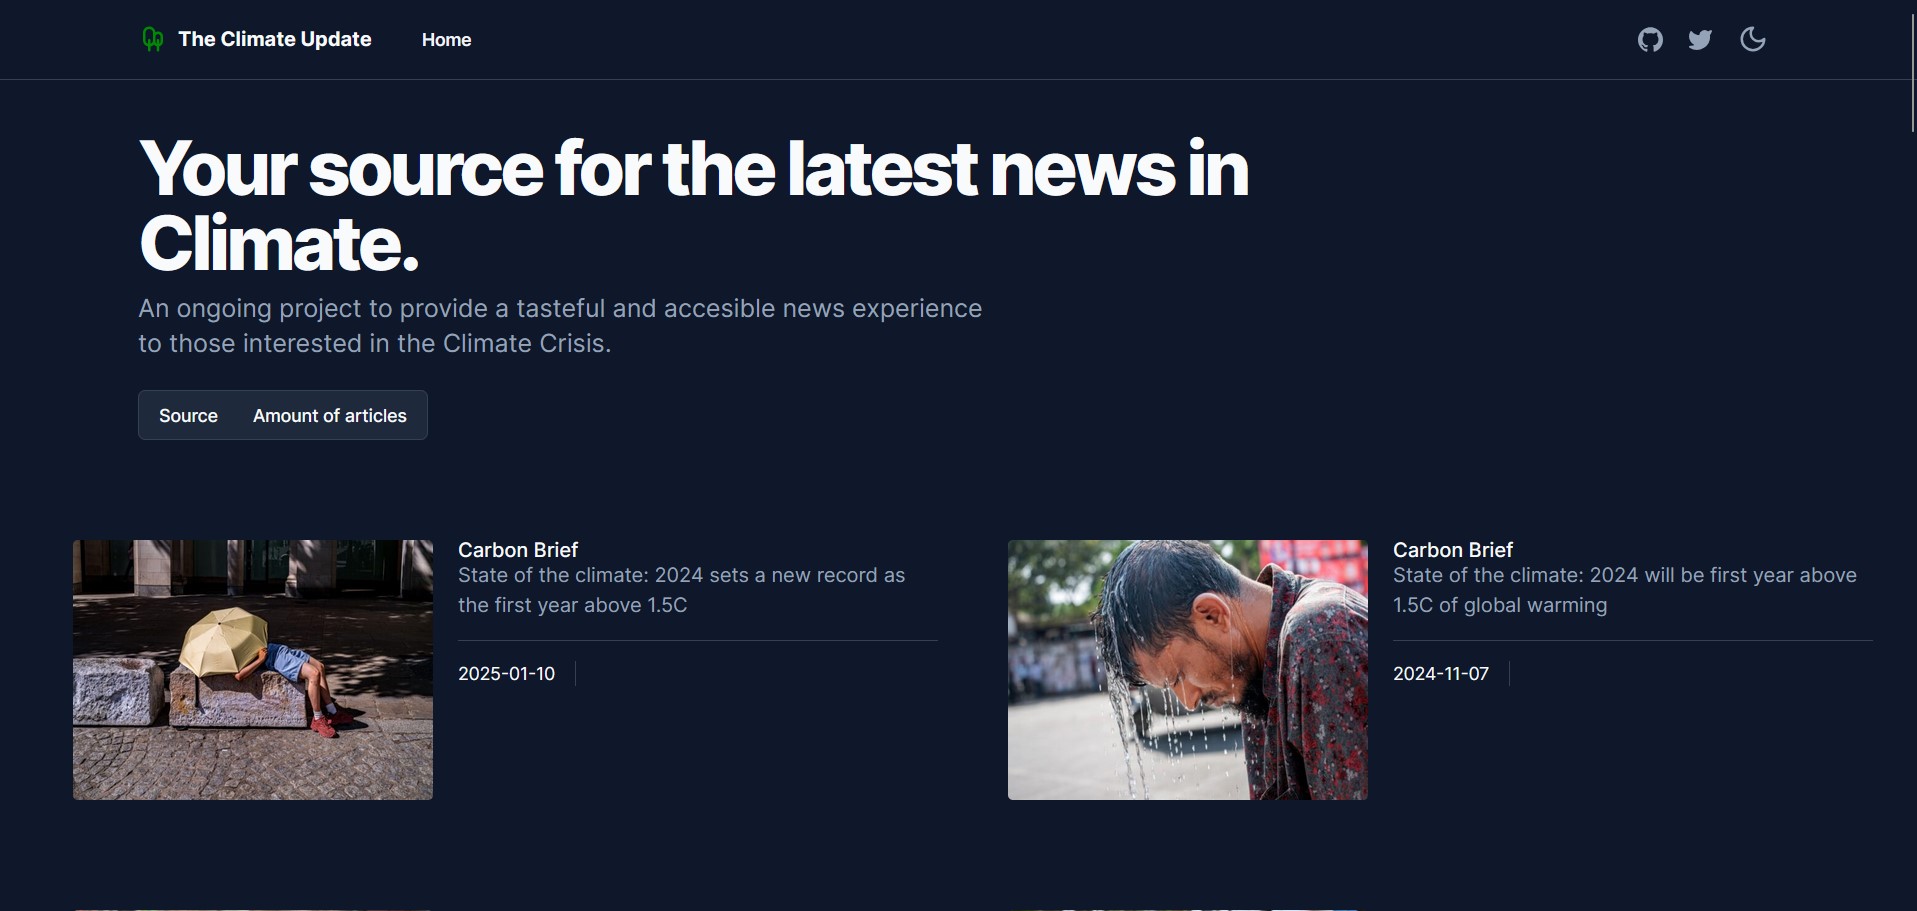 The Climate Update
Home
Your source for the latest news in
Climate.
An ongoing project to provide a tasteful and accesible news experience
to those interested in the Climate Crisis.
Source
Amount of articles
Carbon Brief
State of the climate: 2024 sets a new record as
the first year above 1.5C
2025-01-10
Carbon Brief
State of the climate: 2024 will be first year above
1.5C of global warming
2024-11-07